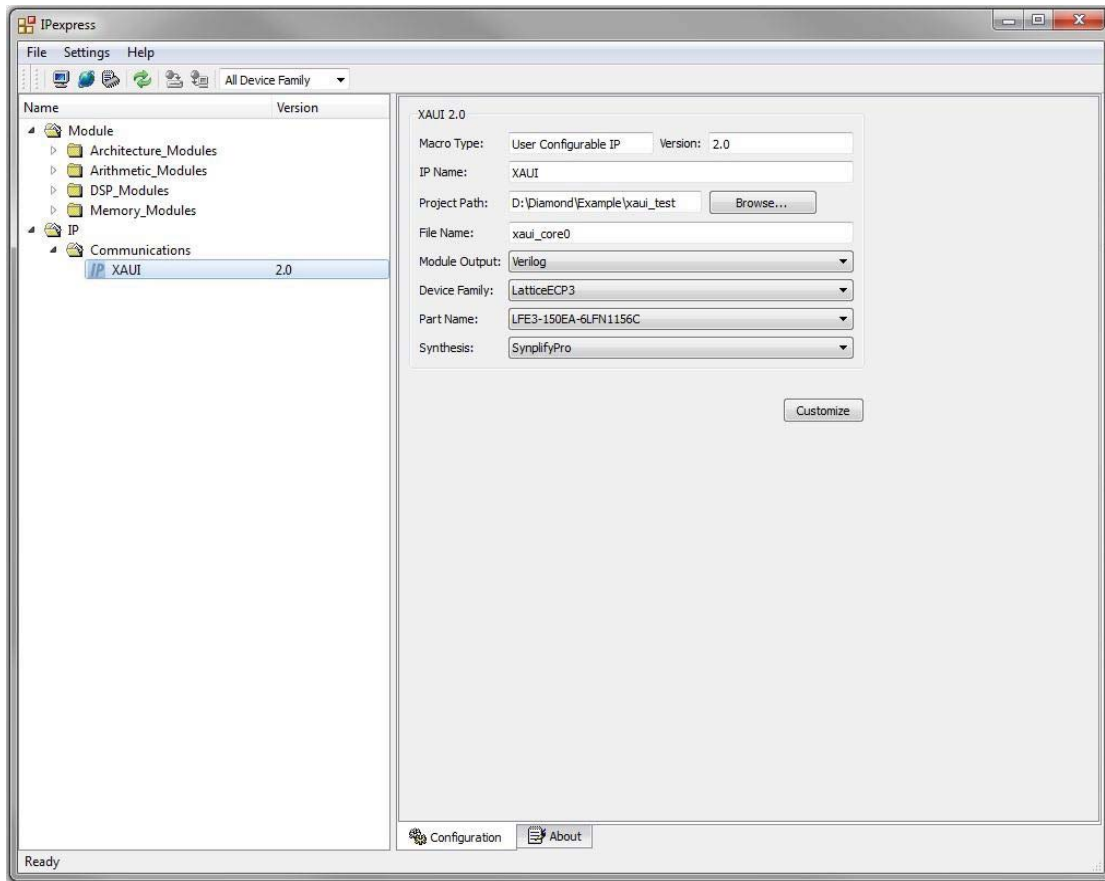 IPexpress
File Settings Help
All Device Family
Name Version
Module
Architecture_Modules
Arithmetic_Modules
DSP_Modules
Memory_Modules
IP
Communications
IP XAUI 2.0
XAUI 2.0
Macro Type: User Configurable IP Version: 2.0
IP Name: XAUI
Project Path: D:\Diamond\Example\xaui_test Browse...
File Name: xaui_core0
Module Output: Verilog
Device Family: LatticeECP3
Part Name: LFE3-150EA-6LFN1156C
Synthesis: SynplifyPro
Customize
Configuration About
Ready